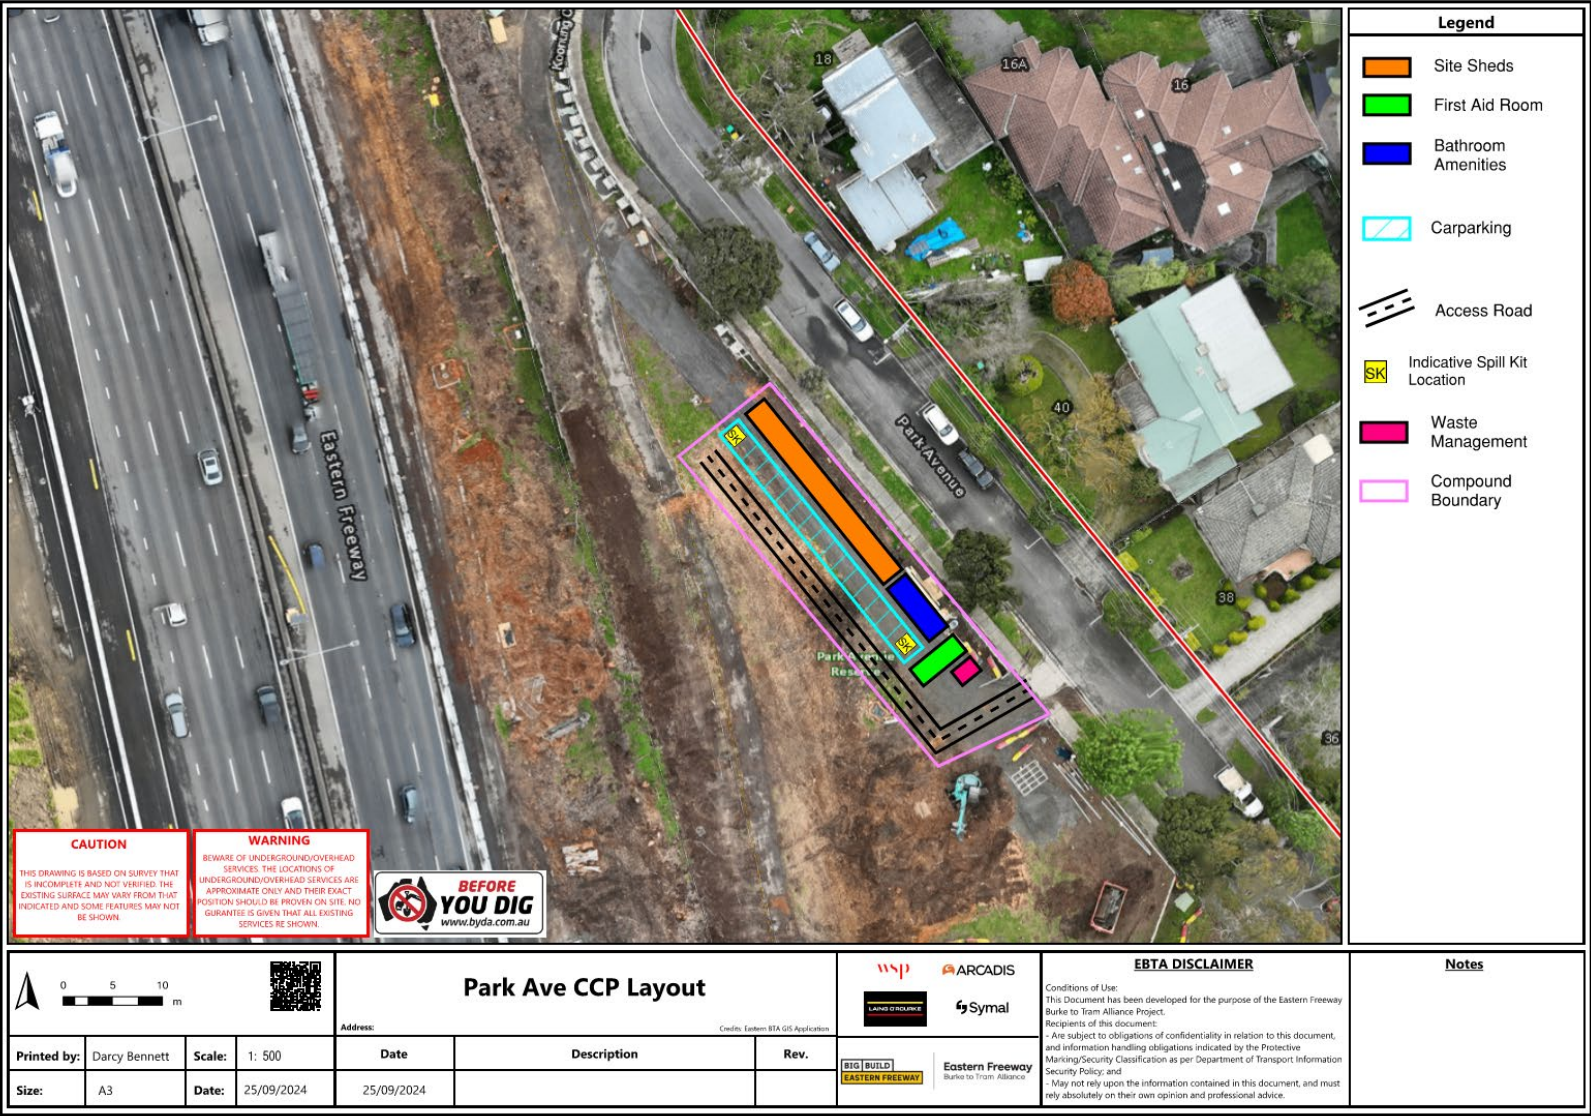 Koonung C
18
16A
16
40
38
36
Park Avenue
Eastern Freeway
Park Avenue
Reserve
SK
SK
CAUTION
THIS DRAWING IS BASED ON SURVEY THAT
IS INCOMPLETE AND NOT VERIFIED. THE
EXISTING SURFACE MAY VARY FROM THAT
INDICATED AND SOME FEATURES MAY NOT
BE SHOWN.
WARNING
BEWARE OF UNDERGROUND/OVERHEAD
SERVICES. THE LOCATIONS OF
UNDERGROUND/OVERHEAD SERVICES ARE
APPROXIMATE ONLY AND THEIR EXACT
POSITION SHOULD BE PROVEN ON SITE. NO
GURANTEE IS GIVEN THAT ALL EXISTING
SERVICES RE SHOWN.
BEFORE
YOU DIG
www.byda.com.au
Legend
Site Sheds
First Aid Room
Bathroom
Amenities
Carparking
Access Road
SK
Indicative Spill Kit
Location
Waste
Management
Compound
Boundary
0 5 10
m
Park Ave CCP Layout
Address:
Credits: Eastern BTA GIS Application
Printed by: Darcy Bennett Scale: 1: 500
Size: A3 Date: 25/09/2024
Date Description Rev.
25/09/2024
wsp
ARCADIS
LAING O'ROURKE
Symal
BIG BUILD
EASTERN FREEWAY
Eastern Freeway
Burke to Tram Alliance
EBTA DISCLAIMER
Conditions of Use:
This Document has been developed for the purpose of the Eastern Freeway
Burke to Tram Alliance Project.
Recipients of this document:
- Are subject to obligations of confidentiality in relation to this document,
and information handling obligations indicated by the Protective
Marking/Security Classification as per Department of Transport Information
Security Policy; and
- May not rely upon the information contained in this document, and must
rely absolutely on their own opinion and professional advice.
Notes